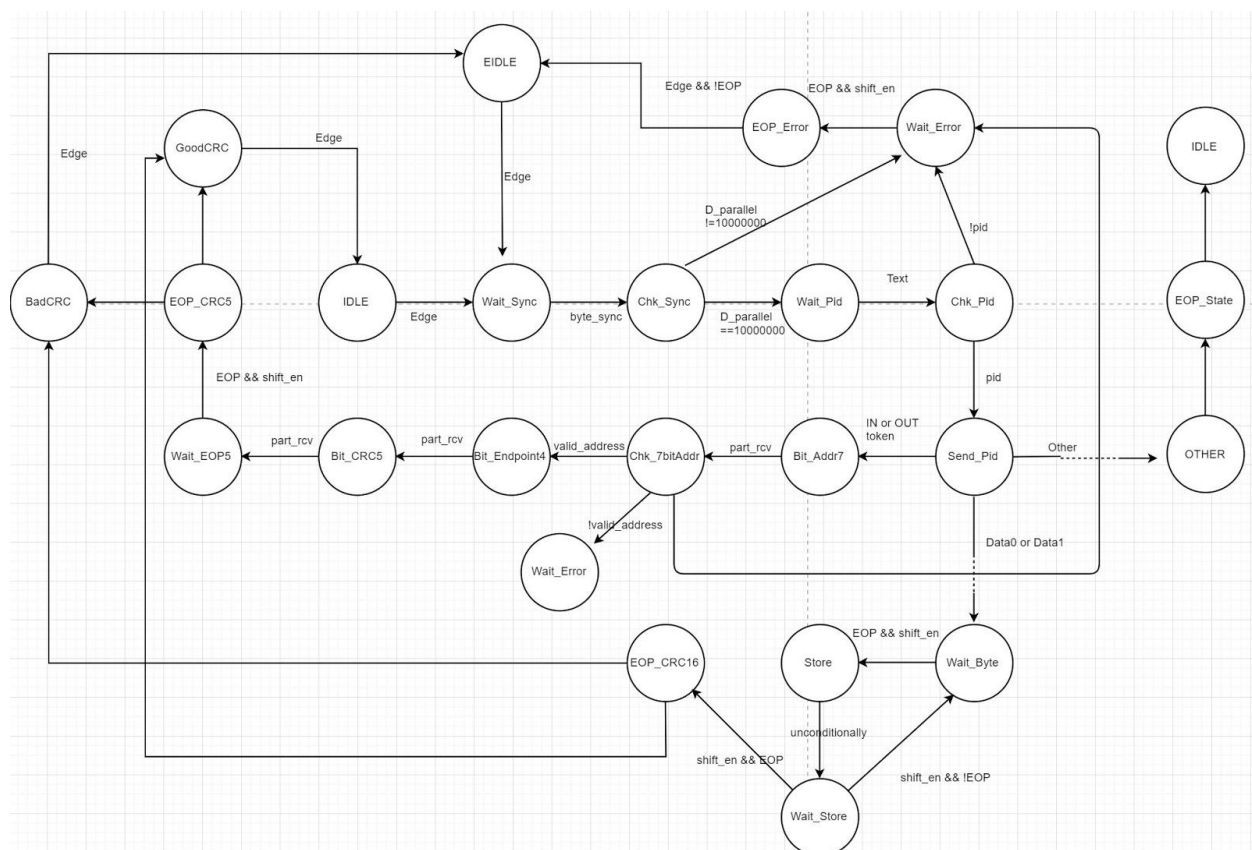 EIDLE
Edge && !EOP
EOP && shift_en
EOP_Error
Wait_Error
Edge
GoodCRC
Edge
IDLE
Edge
D_parallel
!=10000000
!pid
BadCRC
EOP_CRC5
IDLE
Edge
Wait_Sync
byte_sync
Chk_Sync
D_parallel
==10000000
Wait_Pid
Text
Chk_Pid
EOP_State
EOP && shift_en
pid
Wait_EOP5
part_rcv
Bit_CRC5
part_rcv
Bit_Endpoint4
valid_address
Chk_7bitAddr
part_rcv
Bit_Addr7
IN or OUT
token
Send_Pid
Other
OTHER
!valid_address
Wait_Error
Data0 or Data1
EOP_CRC16
Store
EOP && shift_en
Wait_Byte
unconditionally
shift_en && EOP
shift_en && !EOP
Wait_Store